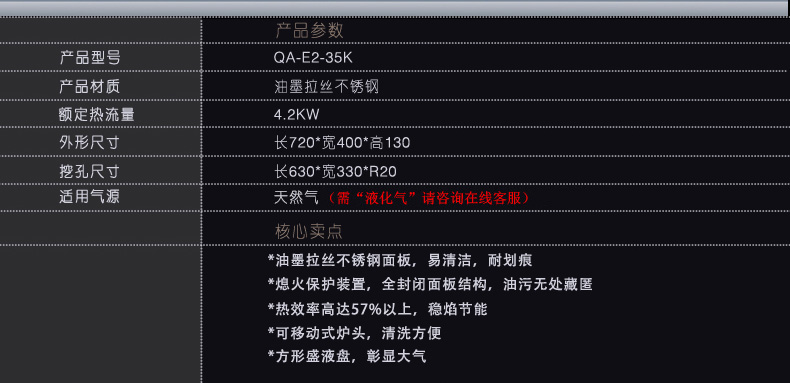 产品参数
产品型号 QA-E2-35K
产品材质 油墨拉丝不锈钢
额定热流量 4.2KW
外形尺寸 长720*宽400*高130
挖孔尺寸 长630*宽330*R20
适用气源 天然气（需“液化气”请咨询在线客服）
核心卖点
*油墨拉丝不锈钢面板，易清洁，耐划痕
*熄火保护装置，全封闭面板结构，油污无处藏匿
*热效率高达57%以上，稳焰节能
*可移动式炉头，清洗方便
*方形盛液盘，彰显大气